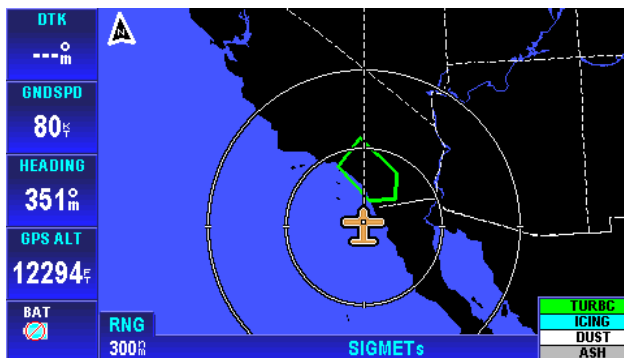 DTK
---°m
GNDSPD
80KT
HEADING
351°m
GPS ALT
12294FT
BAT
N
RNG
300nm
SIGMETs
TURBC
ICING
DUST
ASH